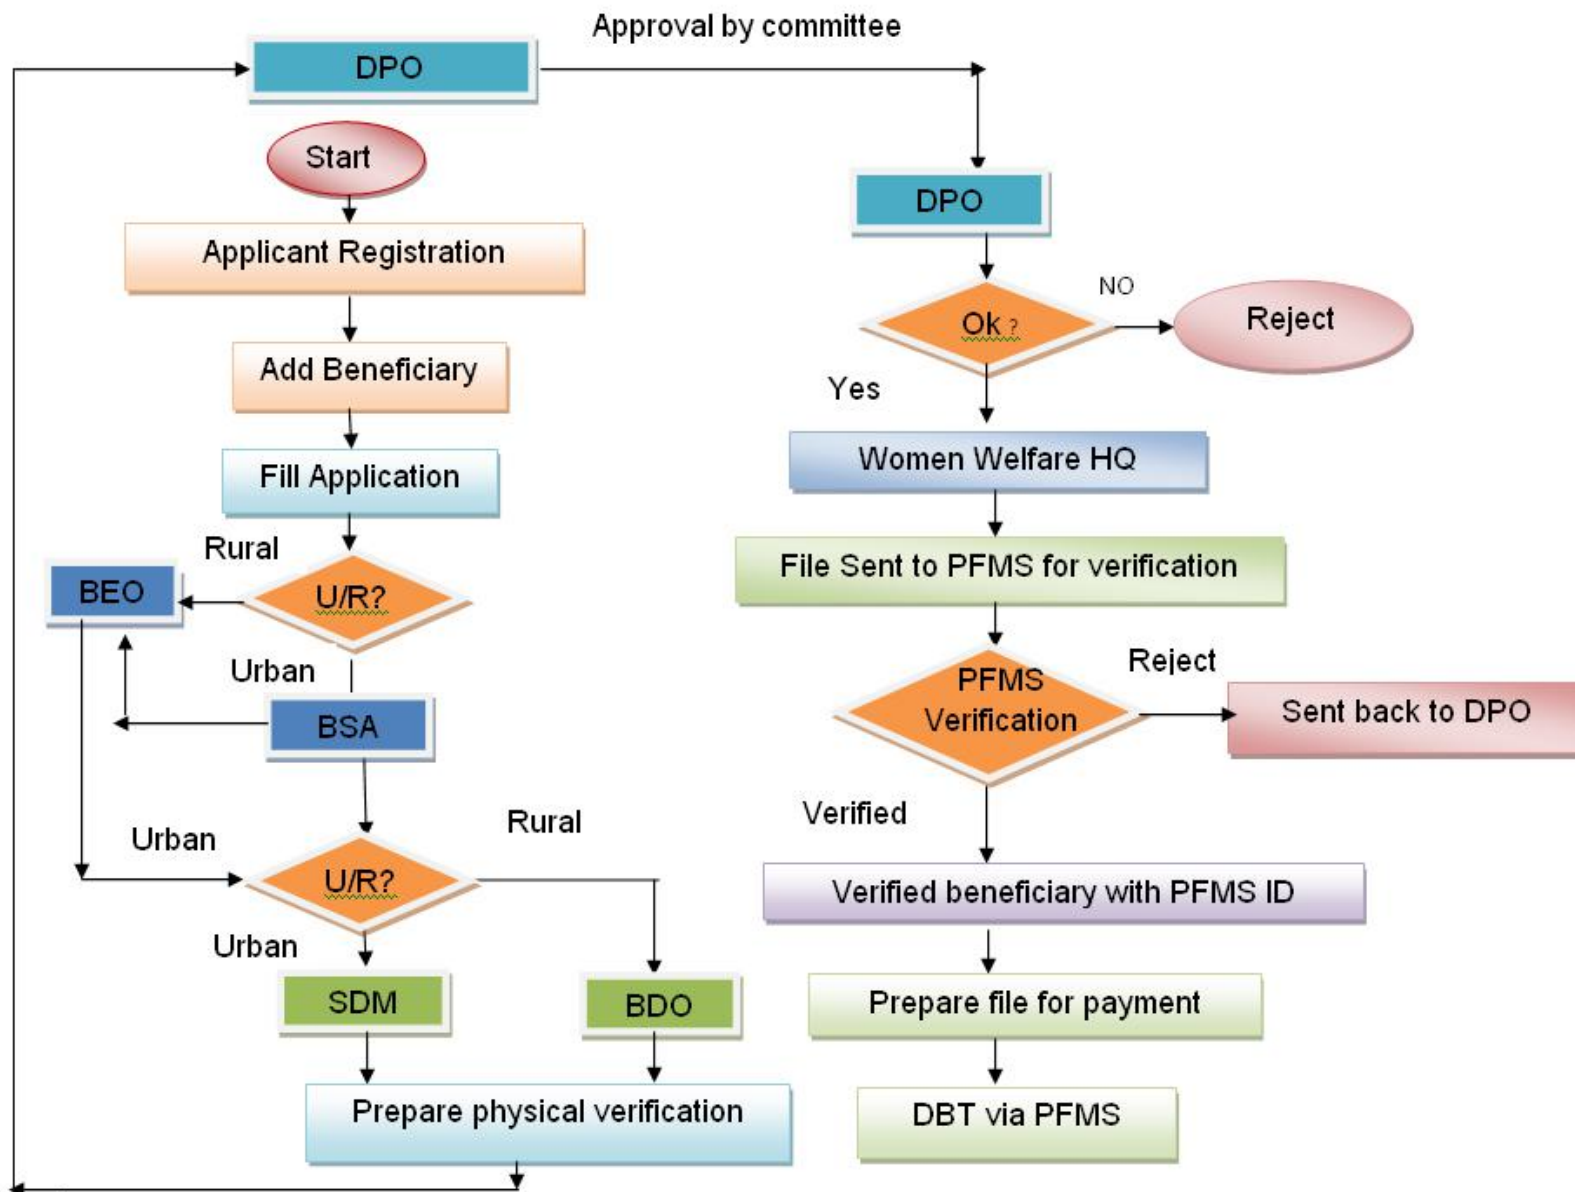 Approval by committee
DPO
Start
Applicant Registration
Add Beneficiary
Fill Application
Rural
BEO
U/R?
Urban
BSA
Urban
Rural
U/R?
Urban
SDM
BDO
Prepare physical verification
DPO
Ok ?
NO
Reject
Yes
Women Welfare HQ
File Sent to PFMS for verification
PFMS
Verification
Reject
Sent back to DPO
Verified
Verified beneficiary with PFMS ID
Prepare file for payment
DBT via PFMS